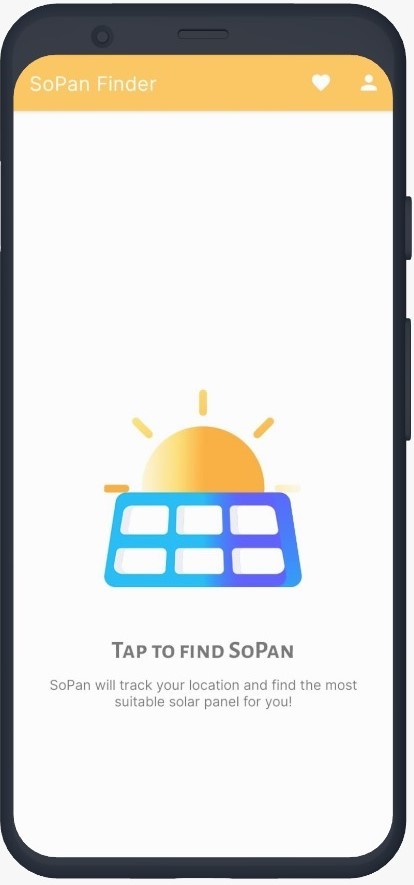 SoPan Finder
Tap to find SoPan
SoPan will track your location and find the most
suitable solar panel for you!